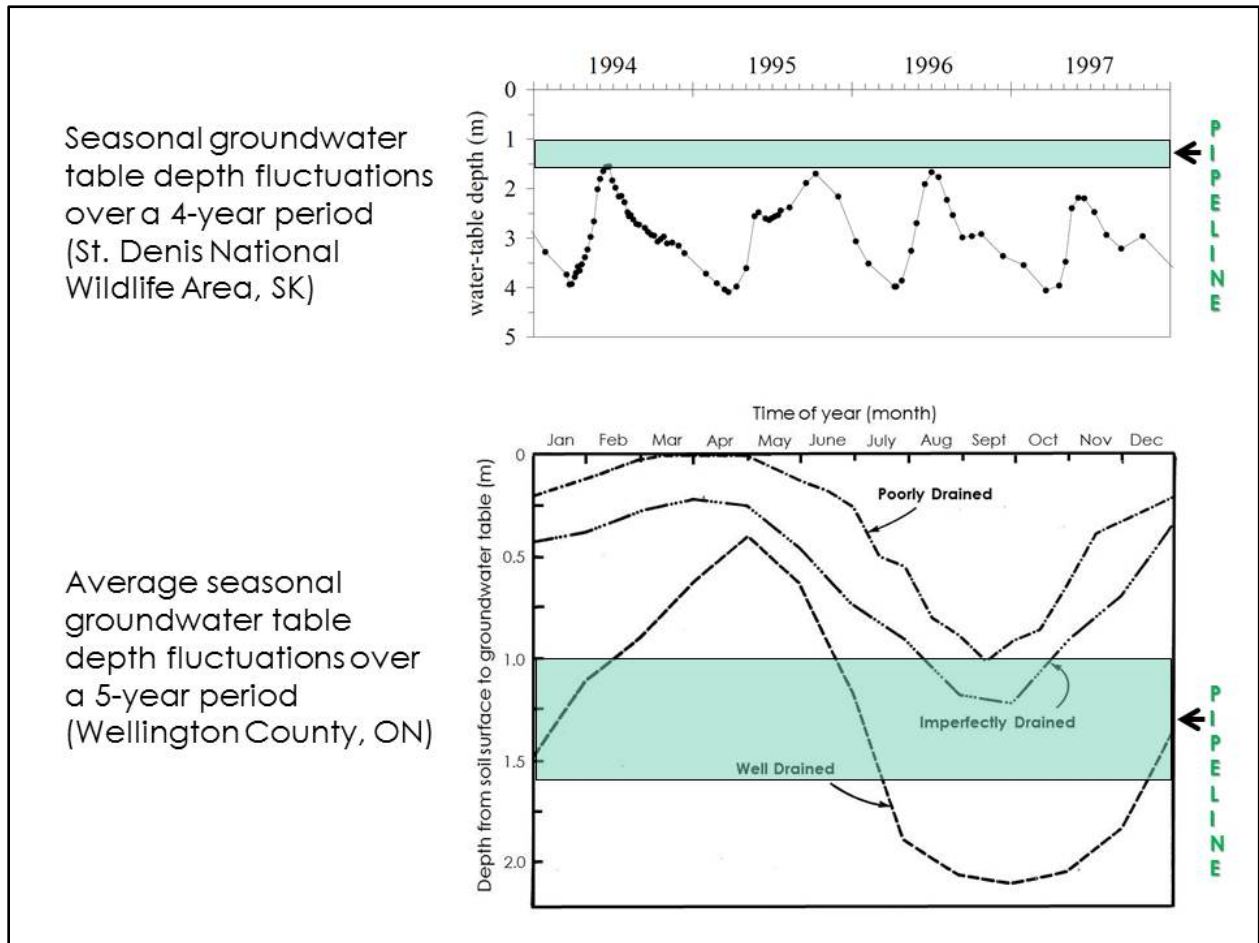 Seasonal groundwater
table depth fluctuations
over a 4-year period
(St. Denis National
Wildlife Area, SK)
1994 1995 1996 1997
water-table depth (m)
0
1
2
3
4
5
PIPELINE
Average seasonal
groundwater table
depth fluctuations over
a 5-year period
(Wellington County, ON)
Time of year (month)
Jan Feb Mar Apr May June July Aug Sept Oct Nov Dec
Depth from soil surface to groundwater table (m)
0
0.5
1.0
1.5
2.0
Poorly Drained
Imperfectly Drained
Well Drained
PIPELINE